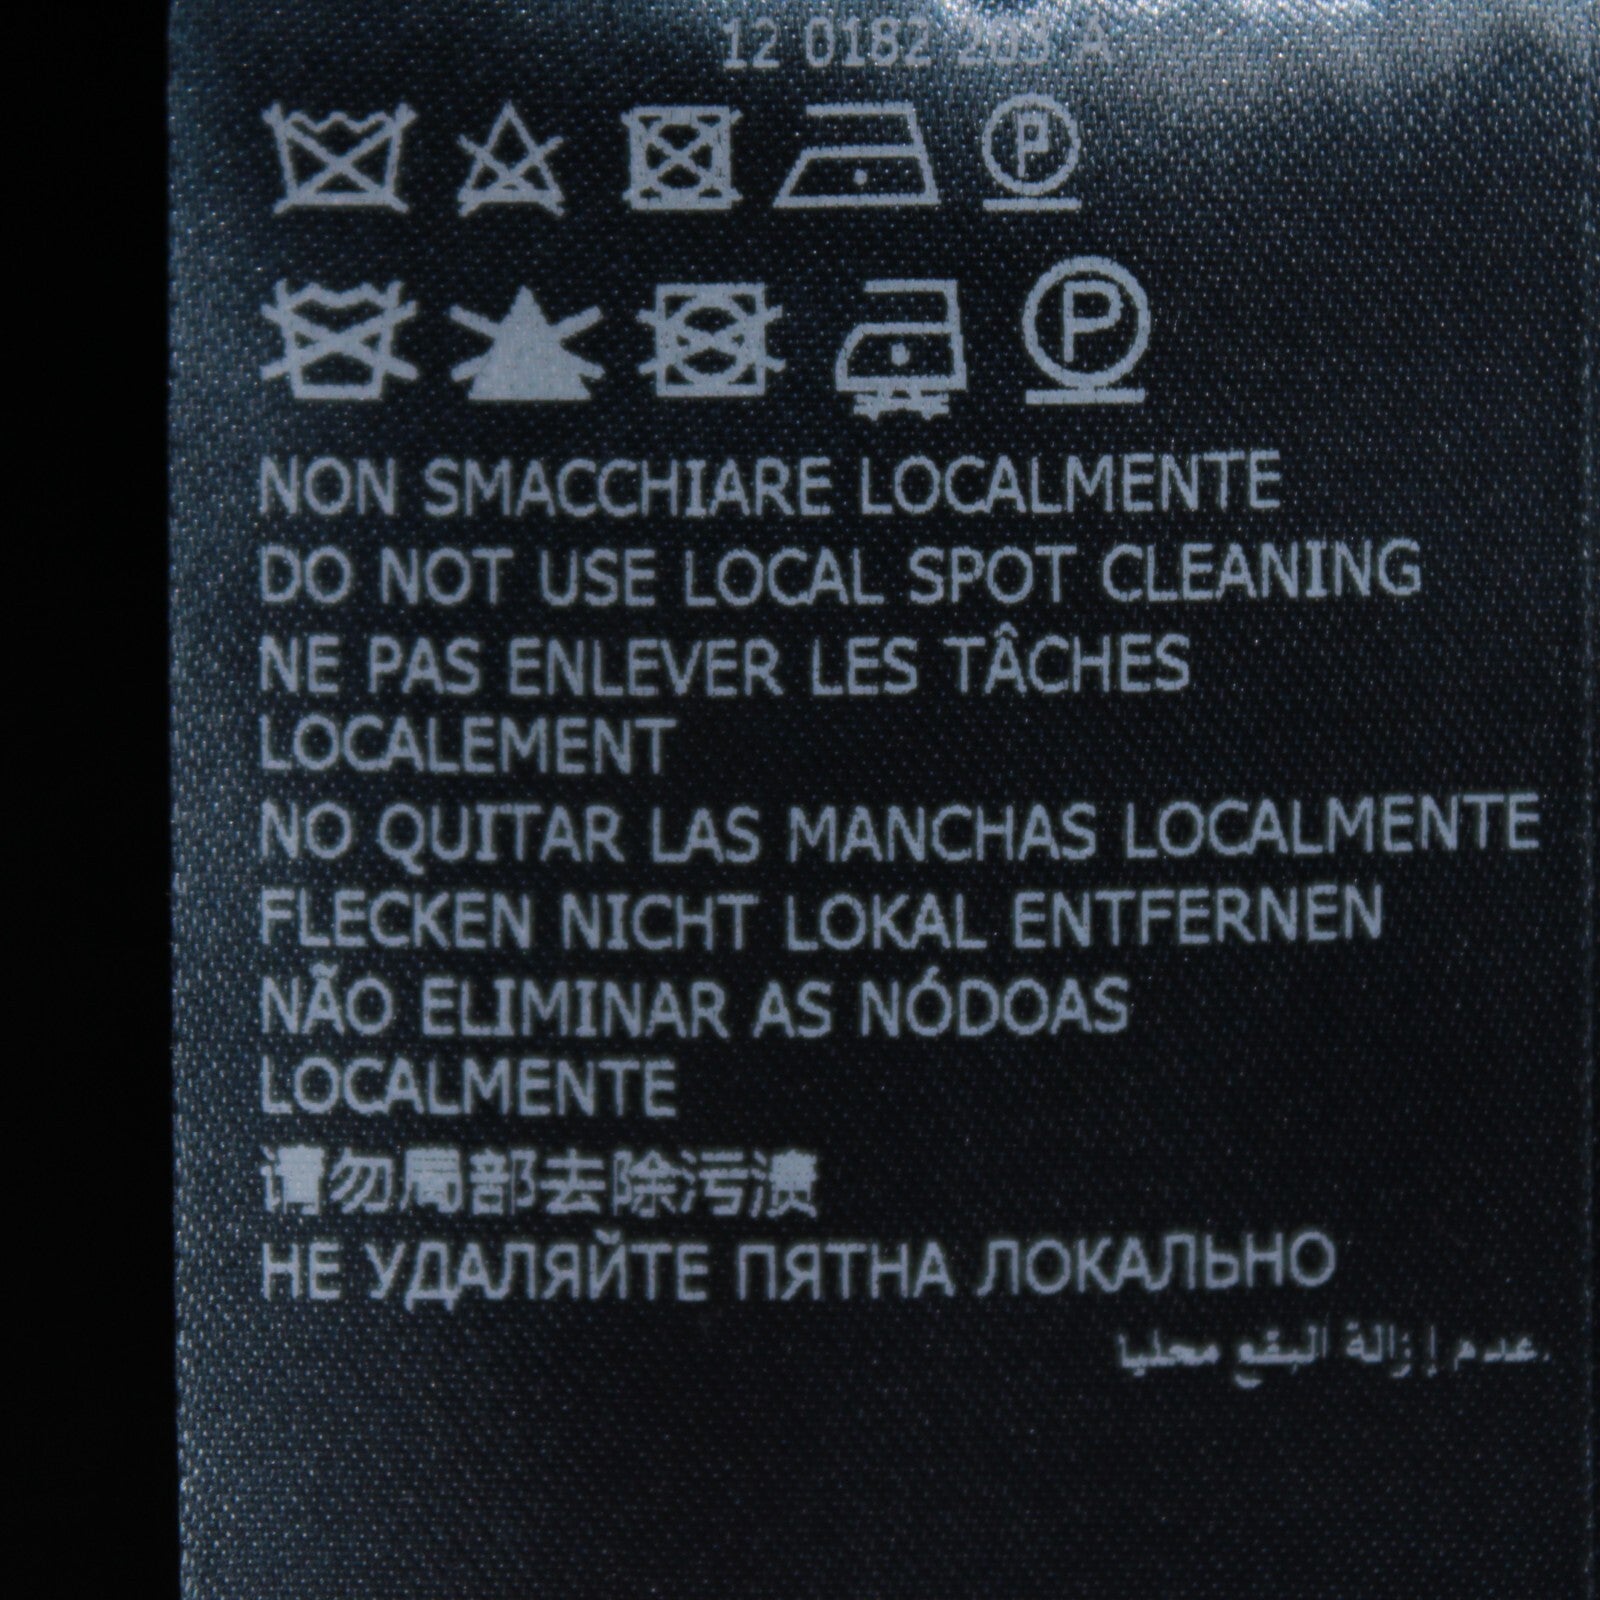 12 0182 203 A
P
P
NON SMACCHIARE LOCALMENTE
DO NOT USE LOCAL SPOT CLEANING
NE PAS ENLEVER LES TÂCHES
LOCALEMENT
NO QUITAR LAS MANCHAS LOCALMENTE
FLECKEN NICHT LOKAL ENTFERNEN
NÃO ELIMINAR AS NÓDOAS
LOCALMENTE
请勿局部去除污渍
НЕ УДАЛЯЙТЕ ПЯТНА ЛОКАЛЬНО
عدم إزالة البقع محليا.